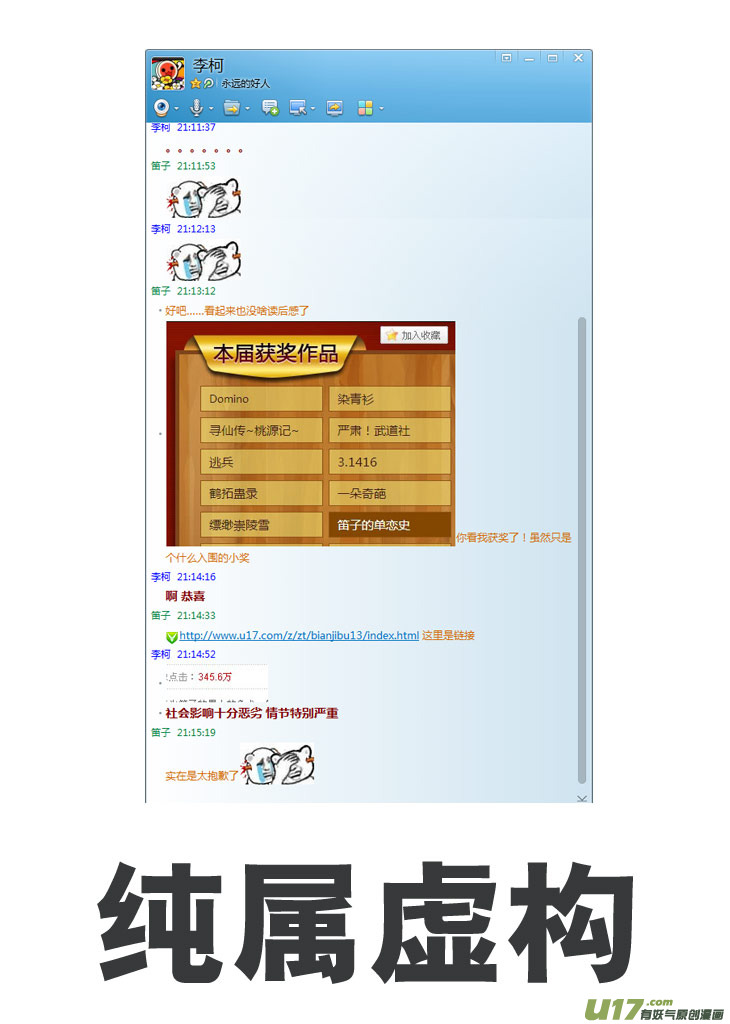 李柯
永远的好人
李柯 21:11:37
。。。。。。。
笛子 21:11:53
李柯 21:12:13
笛子 21:13:12
好吧……看起来也没啥读后感了
加入收藏
本届获奖作品
Domino 染青衫
寻仙传~桃源记~ 严肃！武道社
逃兵 3.1416
鹤拓蛊录 一朵奇葩
缥缈崇陵雪 笛子的单恋史
你看我获奖了！虽然只是
个什么入围的小奖
李柯 21:14:16
啊 恭喜
笛子 21:14:33
http://www.u17.com/z/zt/bianjibu13/index.html 这里是链接
李柯 21:14:52
点击：345.6万
社会影响十分恶劣 情节特别严重
笛子 21:15:19
实在是太抱歉了
纯属虚构
U17.com
有妖气原创漫画